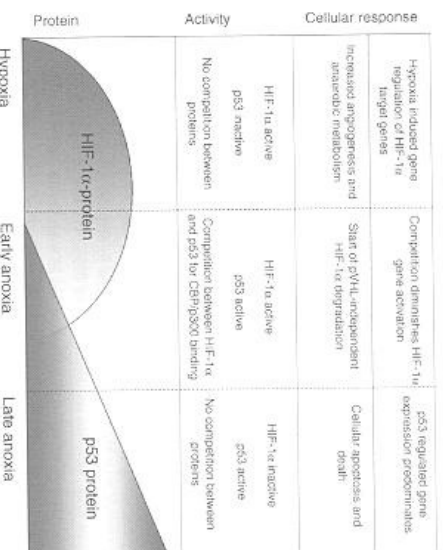 Protein
Activity
Cellular response
Hypoxia induced gene
regulation of HIF-1α
target genes
Increased angiogenesis and
anaerobic metabolism
HIF-1α active
p53 inactive
No competition between
proteins
HIF-1α-protein
Hypoxia
Competition diminishes HIF-1α
gene activation
Start of pVHL-independent
HIF-1α degradation
HIF-1α active
p53 active
Competition between HIF-1α
and p53 for CBP/p300 binding
Early anoxia
p53 regulated gene
expression predominates
Cellular apoptosis and
death
HIF-1α inactive
p53 active
No competition between
proteins
p53 protein
Late anoxia